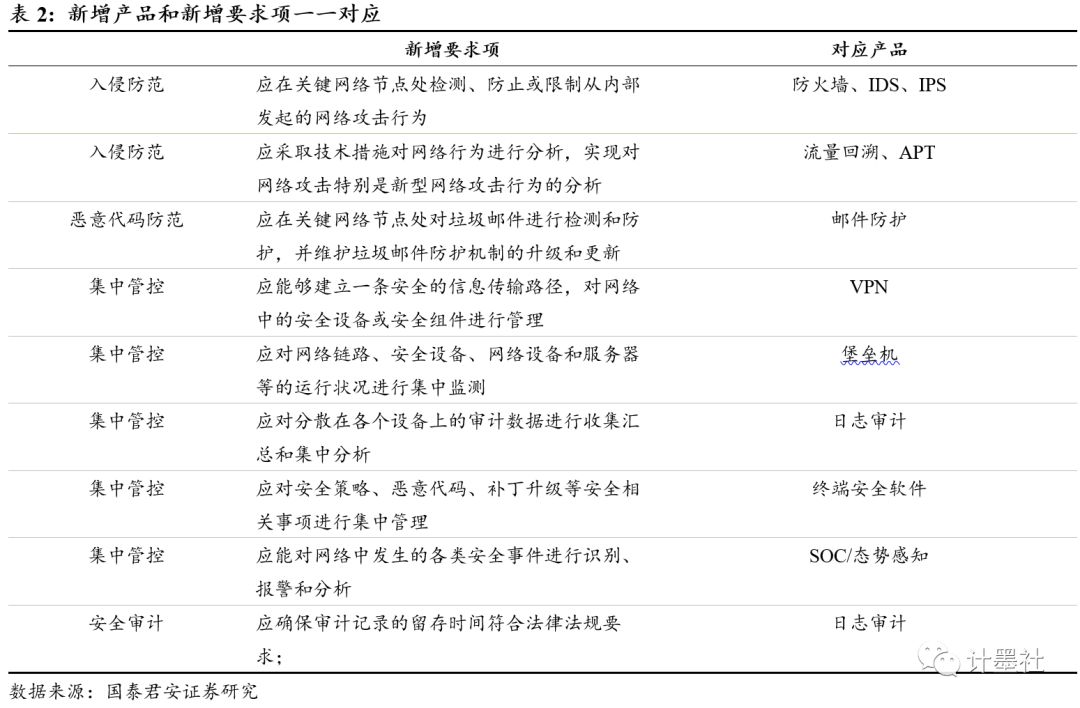 表 2：新增产品和新增要求项一一对应
新增要求项 对应产品
入侵防范 应在关键网络节点处检测、防止或限制从内部 防火墙、IDS、IPS
发起的网络攻击行为
入侵防范 应采取技术措施对网络行为进行分析，实现对 流量回溯、APT
网络攻击特别是新型网络攻击行为的分析
恶意代码防范 应在关键网络节点处对垃圾邮件进行检测和防 邮件防护
护，并维护垃圾邮件防护机制的升级和更新
集中管控 应能够建立一条安全的信息传输路径，对网络 VPN
中的安全设备或安全组件进行管理
集中管控 应对网络链路、安全设备、网络设备和服务器 堡垒机
等的运行状况进行集中监测
集中管控 应对分散在各个设备上的审计数据进行收集汇 日志审计
总和集中分析
集中管控 应对安全策略、恶意代码、补丁升级等安全相 终端安全软件
关事项进行集中管理
集中管控 应能对网络中发生的各类安全事件进行识别、 SOC/态势感知
报警和分析
安全审计 应确保审计记录的留存时间符合法律法规要 日志审计
求；
计墨社
数据来源：国泰君安证券研究